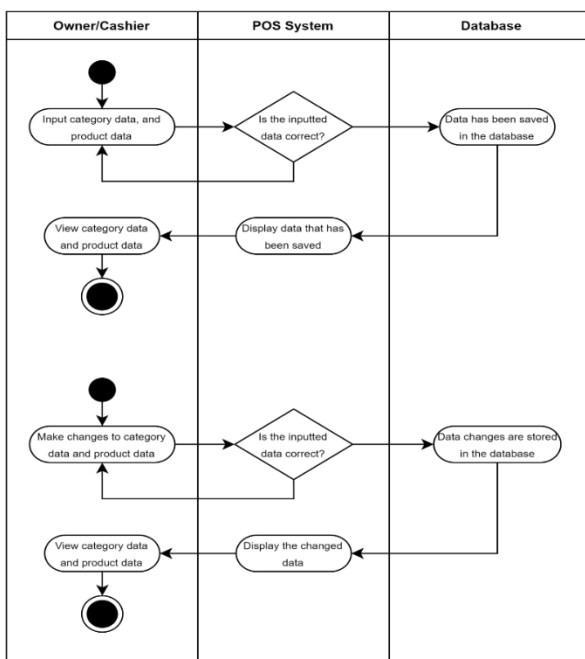 Owner/Cashier
POS System
Database
Input category data, and
product data
Is the inputted
data correct?
Data has been saved
in the database
View category data
and product data
Display data that has
been saved
Make changes to category
data and product data
Is the inputted
data correct?
Data changes are stored
in the database
View category data
and product data
Display the changed
data